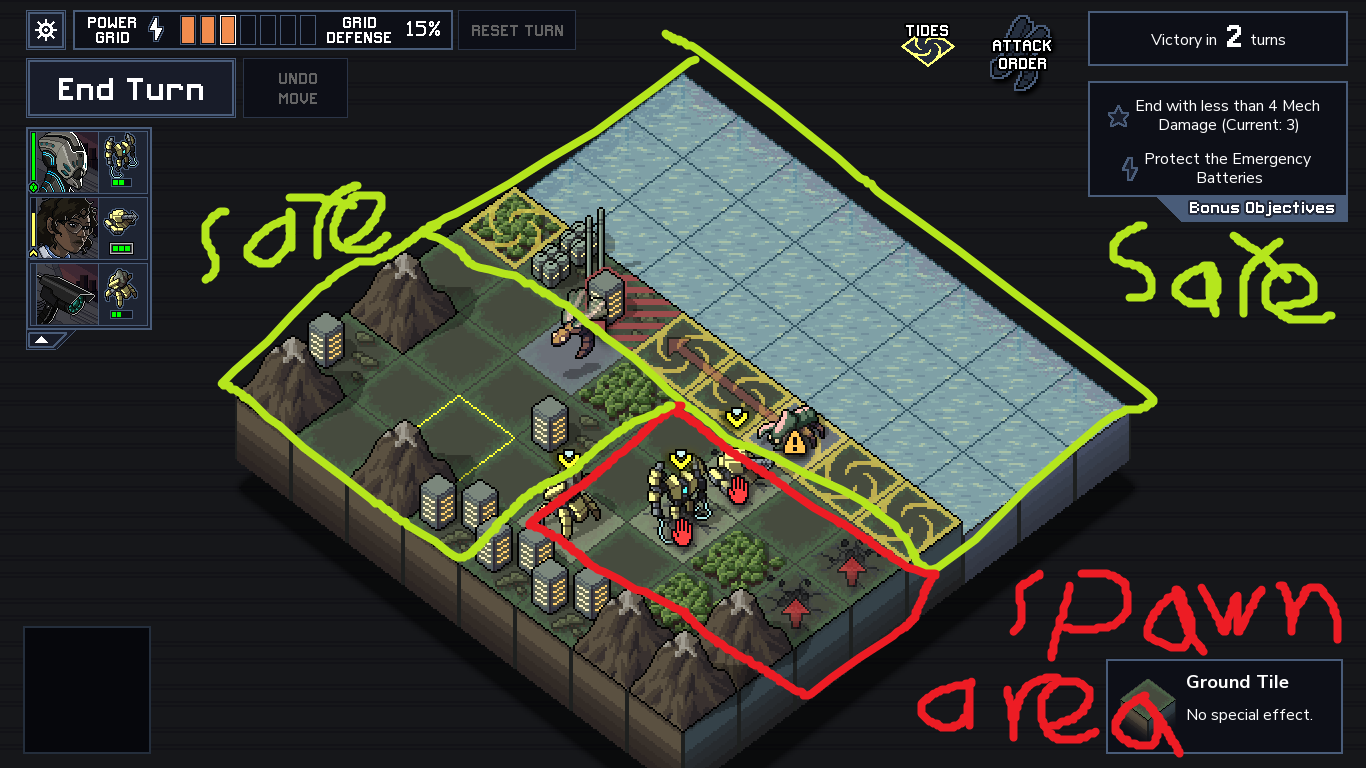 POWER
GRID
GRID
DEFENSE
15%
RESET TURN
End Turn
UNDO
MOVE
TIDES
ATTACK
ORDER
Victory in 2 turns
End with less than 4 Mech
Damage (Current: 3)
Protect the Emergency
Batteries
Bonus Objectives
safe
Safe
spawn
area
Ground Tile
No special effect.